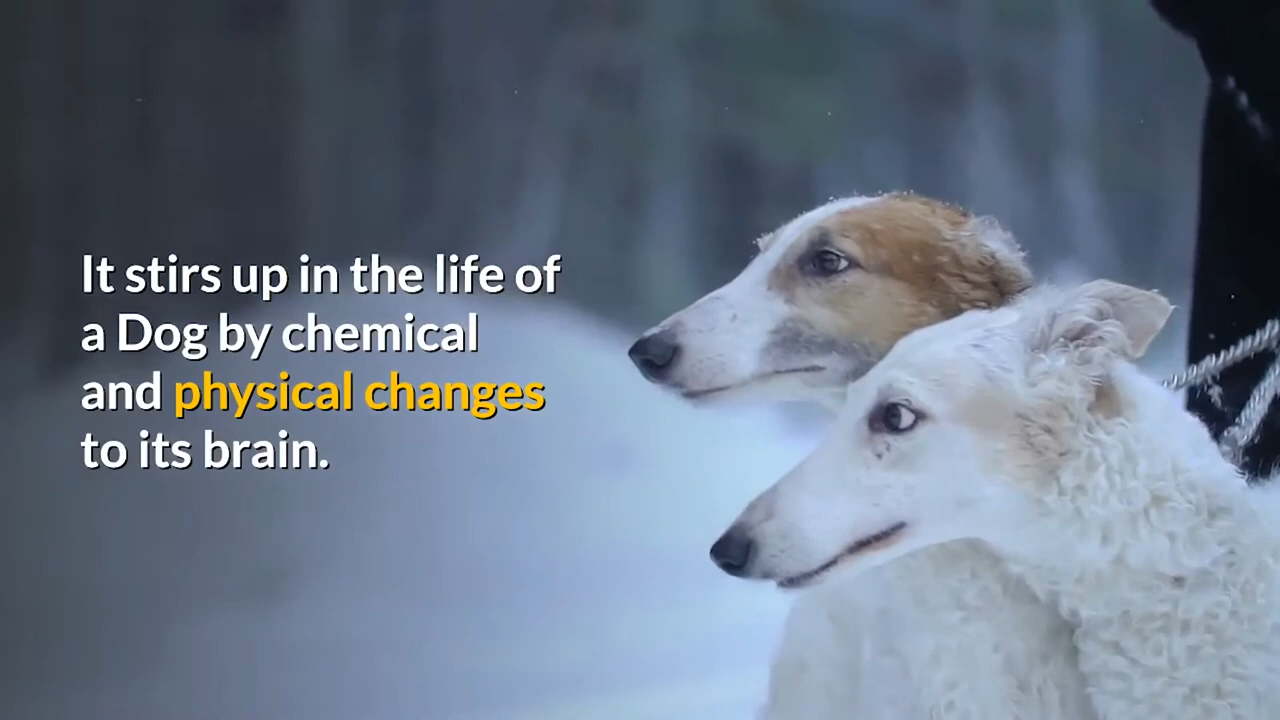 It stirs up in the life of
a Dog by chemical
and physical changes
to its brain.